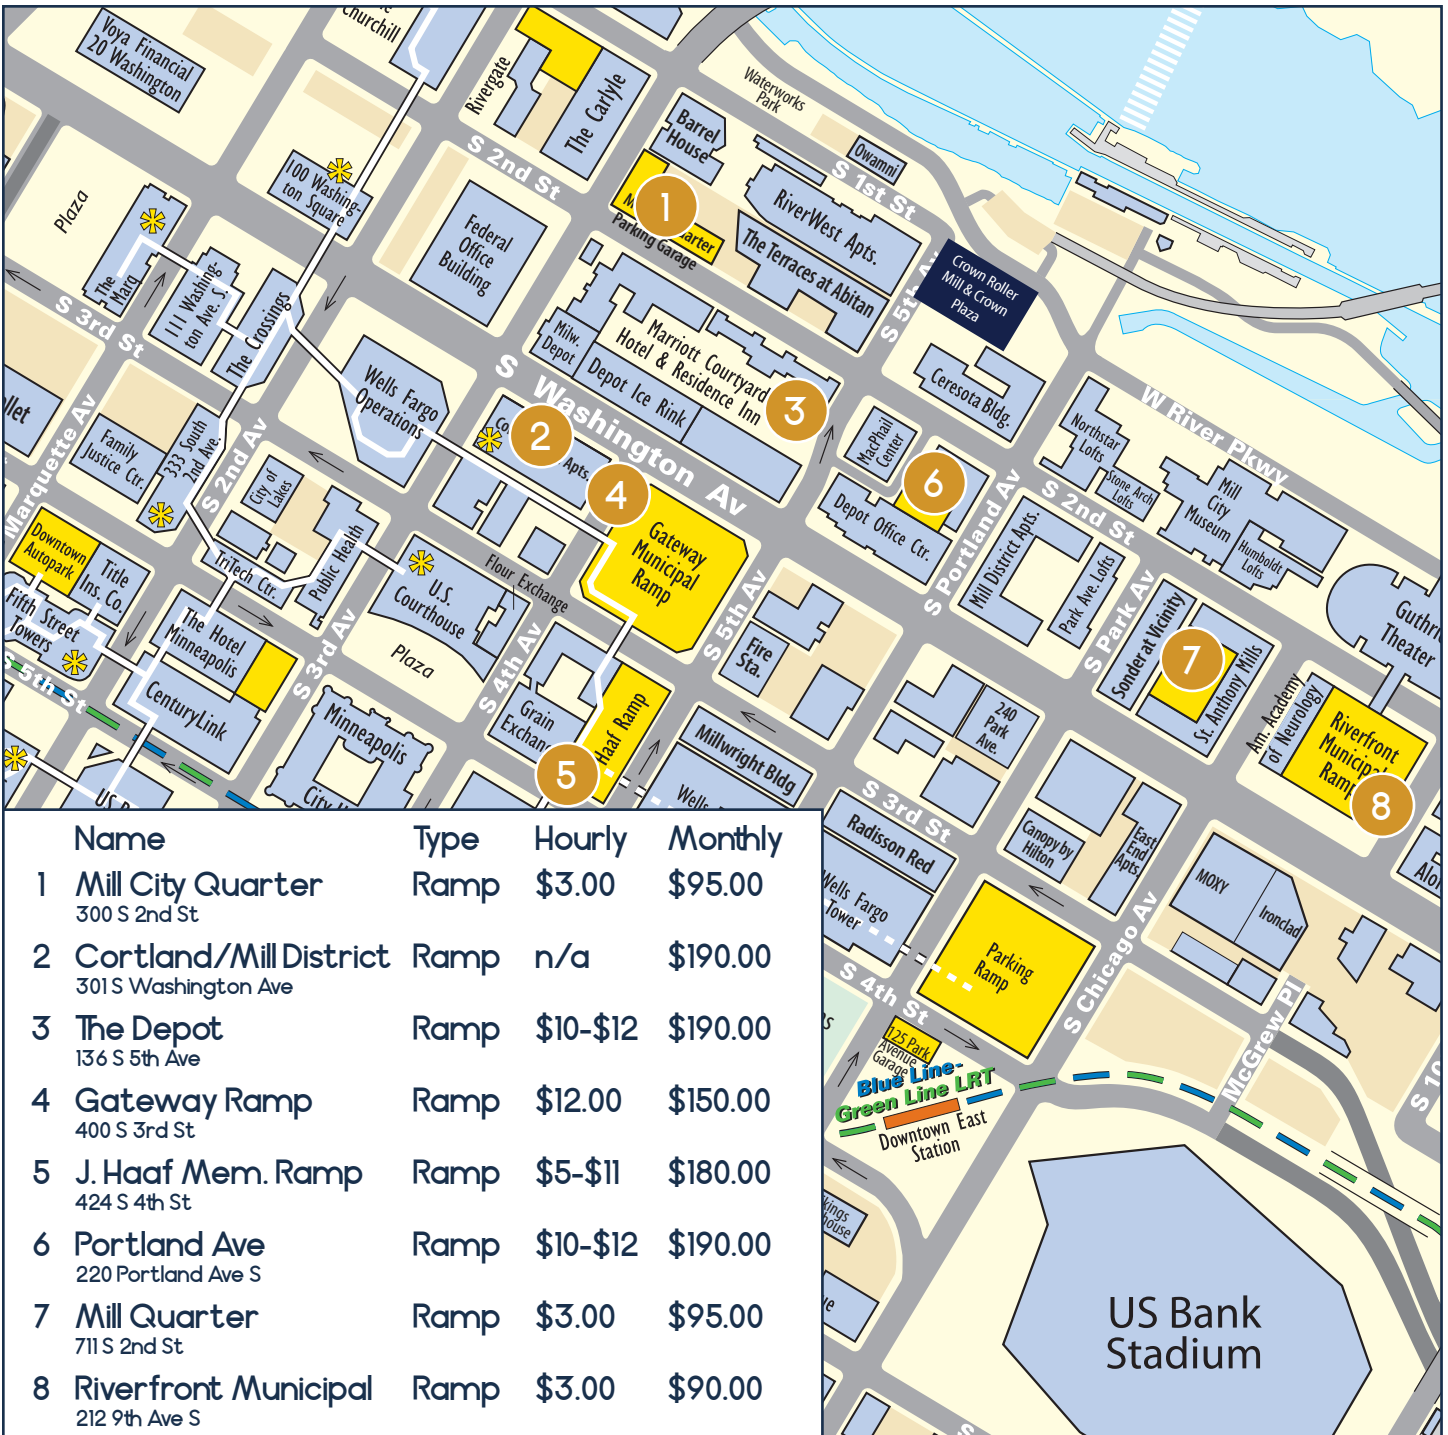 Voya Financial
20 Washington
Churchill
Rivergate
The Carlyle
Waterworks
Park
Barrel
House
Owamni
S 1st St
S 2nd St
100 Washing-
ton Square
Plaza
Federal
Office
Building
1
Parking Garage
RiverWest Apts.
The Terraces at Abitan
Crown Roller
Mill & Crown
Plaza
S 5th Av
The
Marq
111 Washing-
ton Ave. S.
The Crossings
S 3rd St
Milw.
Depot
Marriott Courtyard
Hotel & Residence Inn
Depot Ice Rink
3
Ceresota Bldg.
W River Pkwy
S Washington Av
Wells Fargo
Operations
2
Apts.
MacPhail
Center
6
Northstar
Lofts
Stone Arch
Lofts
Mill
City
Museum
Humboldt
Lofts
Guthrie
Theater
Marquette Av
Family
Justice Ctr.
333 South
2nd Ave.
S 2nd Av
City of
Lakes
4
Gateway
Municipal
Ramp
Depot Office Ctr.
S Portland Av
S 2nd St
Mill District Apts.
Park Ave. Lofts
S Park Av
Downtown
Autopark
Title
Ins. Co.
TriTech Ctr.
Public Health
U.S.
Courthouse
Flour Exchange
Fifth Street
Towers
The Hotel
Minneapolis
S 3rd Av
Plaza
S 4th Av
S 5th Av
Fire
Sta.
Sonder at Vicinity
7
St. Anthony Mills
S 5th St
CenturyLink
Minneapolis
Grain
Exchange
Haaf Ramp
5
Millwright Bldg
240
Park
Ave.
Am. Academy
of Neurology
Riverfront
Municipal
Ramp
8
S 3rd St
Radisson Red
Canopy by
Hilton
East
End
Apts.
MOXY
Ironclad
Wells Fargo
Tower
Parking
Ramp
S Chicago Av
S 4th St
McGrew Pl
S 10
125 Park
Avenue
Garage
Blue Line-
Green Line LRT
Downtown East
Station
US Bank
Stadium
Name Type Hourly Monthly
1 Mill City Quarter Ramp $3.00 $95.00
300 S 2nd St
2 Cortland/Mill District Ramp n/a $190.00
301 S Washington Ave
3 The Depot Ramp $10-$12 $190.00
136 S 5th Ave
4 Gateway Ramp Ramp $12.00 $150.00
400 S 3rd St
5 J. Haaf Mem. Ramp Ramp $5-$11 $180.00
424 S 4th St
6 Portland Ave Ramp $10-$12 $190.00
220 Portland Ave S
7 Mill Quarter Ramp $3.00 $95.00
711 S 2nd St
8 Riverfront Municipal Ramp $3.00 $90.00
212 9th Ave S